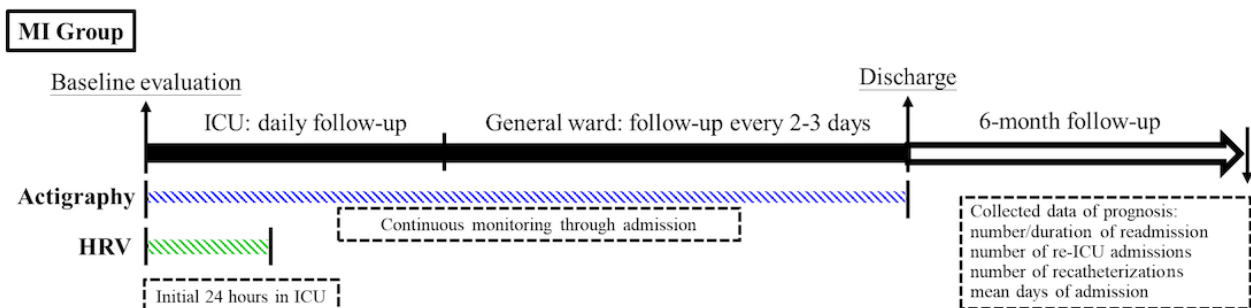 MI Group
Baseline evaluation
Discharge
ICU: daily follow-up
General ward: follow-up every 2-3 days
6-month follow-up
Actigraphy
Continuous monitoring through admission
HRV
Initial 24 hours in ICU
Collected data of prognosis:
number/duration of readmission
number of re-ICU admissions
number of recatheterizations
mean days of admission